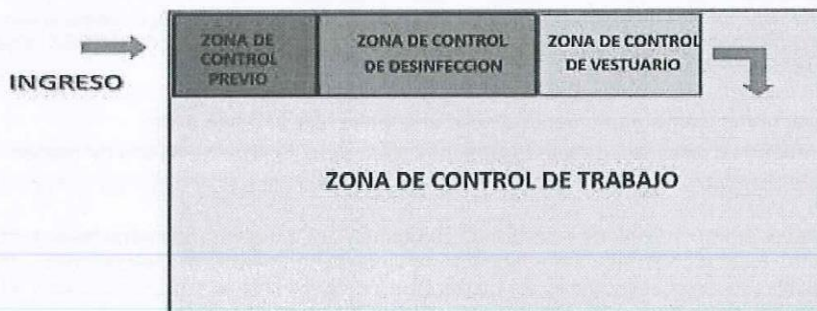 INGRESO
ZONA DE
CONTROL
PREVIO
ZONA DE CONTROL
DE DESINFECCION
ZONA DE CONTROL
DE VESTUARIO
ZONA DE CONTROL DE TRABAJO